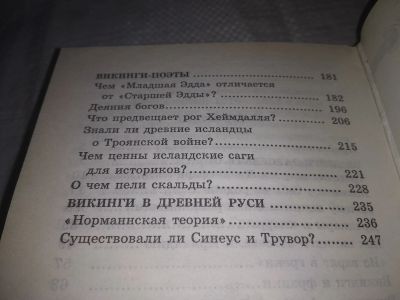 ВИКИНГИ-ПОЭТЫ ........ 181
Чем «Младшая Эдда» отличается
от «Старшей Эдды»? ........ 182
Деяния богов ........ 196
Что предвещает рог Хеймдалля? ........ 206
Знали ли древние исландцы
о Троянской войне? ........ 215
Чем ценны исландские саги
для историков? ........ 221
О чем пели скальды? ........ 228
ВИКИНГИ В ДРЕВНЕЙ РУСИ ........ 235
«Норманнская теория» ........ 236
Существовали ли Синеус и Трувор? .. 247